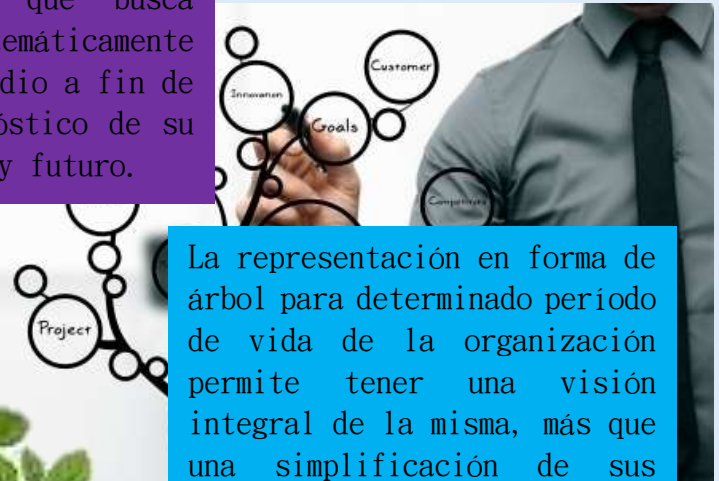 que busca
emáticamente
dio a fin de
óstico de su
y futuro.
Customer
Innovation
Goals
Competitors
Project
La representación en forma de
árbol para determinado período
de vida de la organización
permite tener una visión
integral de la misma, más que
una simplificación de sus